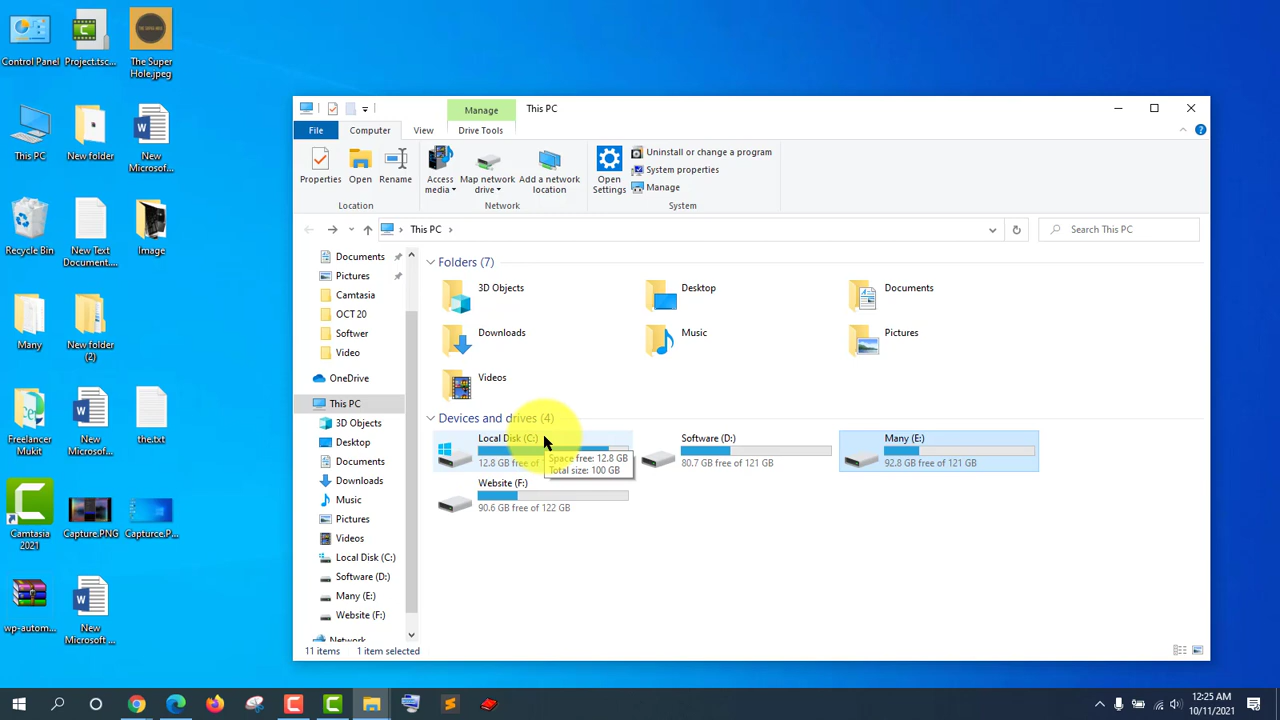 Control Panel
Project.tsc...
The Super
Hole.jpeg
This PC
New folder
New
Microsof...
Recycle Bin
New Text
Document....
Image
Many
New folder
(2)
Freelancer
Mukit
New
Microsof...
the.txt
Camtasia
2021
Capture.PNG
Capturce.P...
wp-autom...
New
Microsoft ...
Manage
This PC
File
Computer
View
Drive Tools
Properties
Open
Rename
Access
media
Map network
drive
Add a network
location
Open
Settings
Uninstall or change a program
System properties
Manage
Location
Network
System
This PC
Search This PC
Documents
Pictures
Camtasia
OCT 20
Softwer
Video
OneDrive
This PC
3D Objects
Desktop
Documents
Downloads
Music
Pictures
Videos
Local Disk (C:)
Software (D:)
Many (E:)
Website (F:)
Network
Folders (7)
3D Objects
Desktop
Documents
Downloads
Music
Pictures
Videos
Devices and drives (4)
Local Disk (C:)
12.8 GB free of
Space free: 12.8 GB
Total size: 100 GB
Software (D:)
80.7 GB free of 121 GB
Many (E:)
92.8 GB free of 121 GB
Website (F:)
90.6 GB free of 122 GB
11 items
1 item selected
12:25 AM
10/11/2021